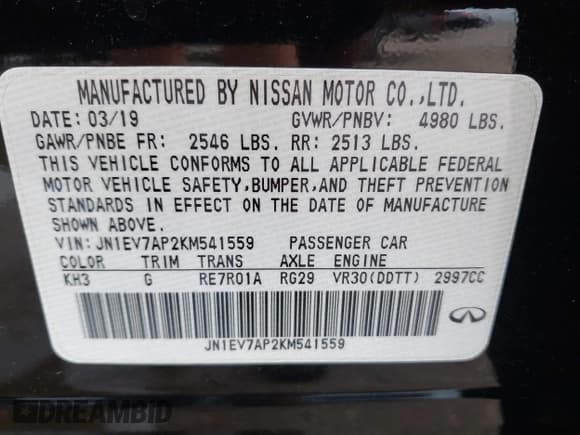 MANUFACTURED BY NISSAN MOTOR CO.,LTD.
DATE: 03/19 GVWR/PNBV: 4980 LBS.
GAWR/PNBE FR: 2546 LBS. RR: 2513 LBS.
THIS VEHICLE CONFORMS TO ALL APPLICABLE FEDERAL
MOTOR VEHICLE SAFETY,BUMPER,AND THEFT PREVENTION
STANDARDS IN EFFECT ON THE DATE OF MANUFACTURE
SHOWN ABOVE.
VIN: JN1EV7AP2KM541559 PASSENGER CAR
COLOR TRIM TRANS AXLE ENGINE
KH3 G RE7R01A RG29 VR30(DDTT) 2997CC
JN1EV7AP2KM541559
DREAMBID